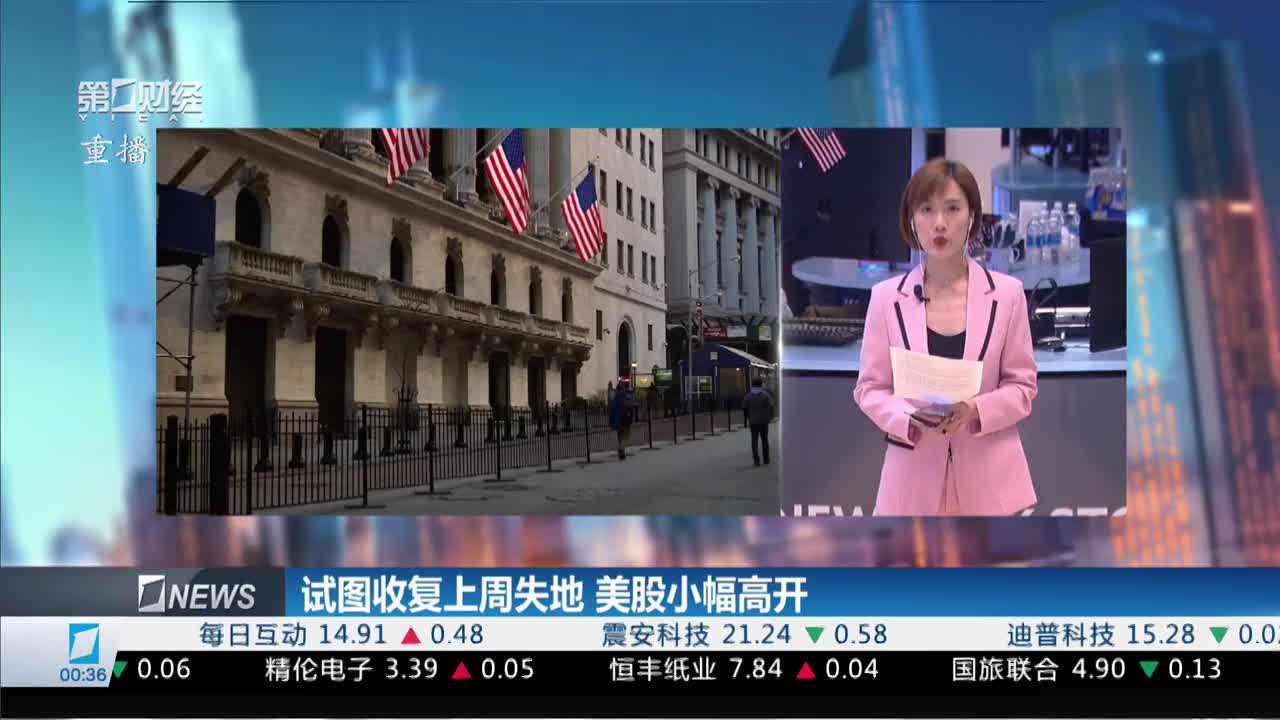 第一财经
YICAI
重播
NEWS
试图收复上周失地 美股小幅高开
每日互动 14.91 ▲ 0.48 震安科技 21.24 ▼ 0.58 迪普科技 15.28 ▼ 0.02
00:36
▼ 0.06 精伦电子 3.39 ▲ 0.05 恒丰纸业 7.84 ▲ 0.04 国旅联合 4.90 ▼ 0.13